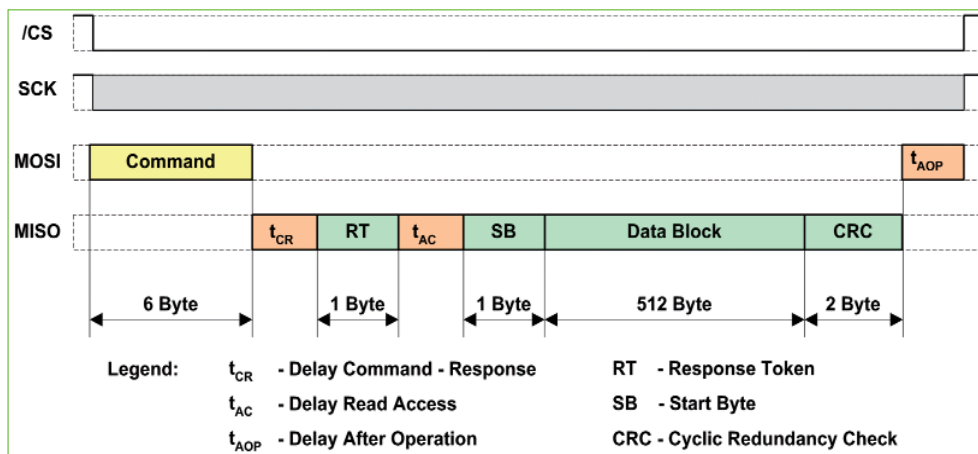 /CS
SCK
MOSI Command tAOP
MISO tCR RT tAC SB Data Block CRC
6 Byte 1 Byte 1 Byte 512 Byte 2 Byte
Legend: tCR - Delay Command - Response RT - Response Token
tAC - Delay Read Access SB - Start Byte
tAOP - Delay After Operation CRC - Cyclic Redundancy Check